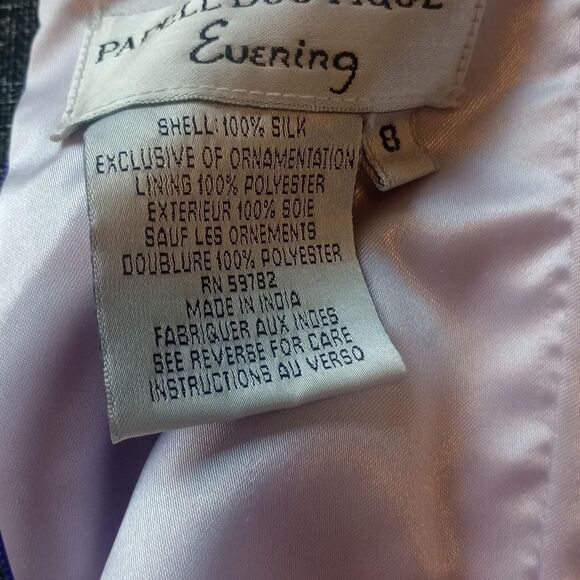 PAPELL BOUTIQUE
Evening
8
SHELL: 100% SILK
EXCLUSIVE OF ORNAMENTATION
LINING 100% POLYESTER
EXTERIEUR 100% SOIE
SAUF LES ORNEMENTS
DOUBLURE 100% POLYESTER
RN 59782
MADE IN INDIA
FABRIQUER AUX INDES
SEE REVERSE FOR CARE
INSTRUCTIONS AU VERSO